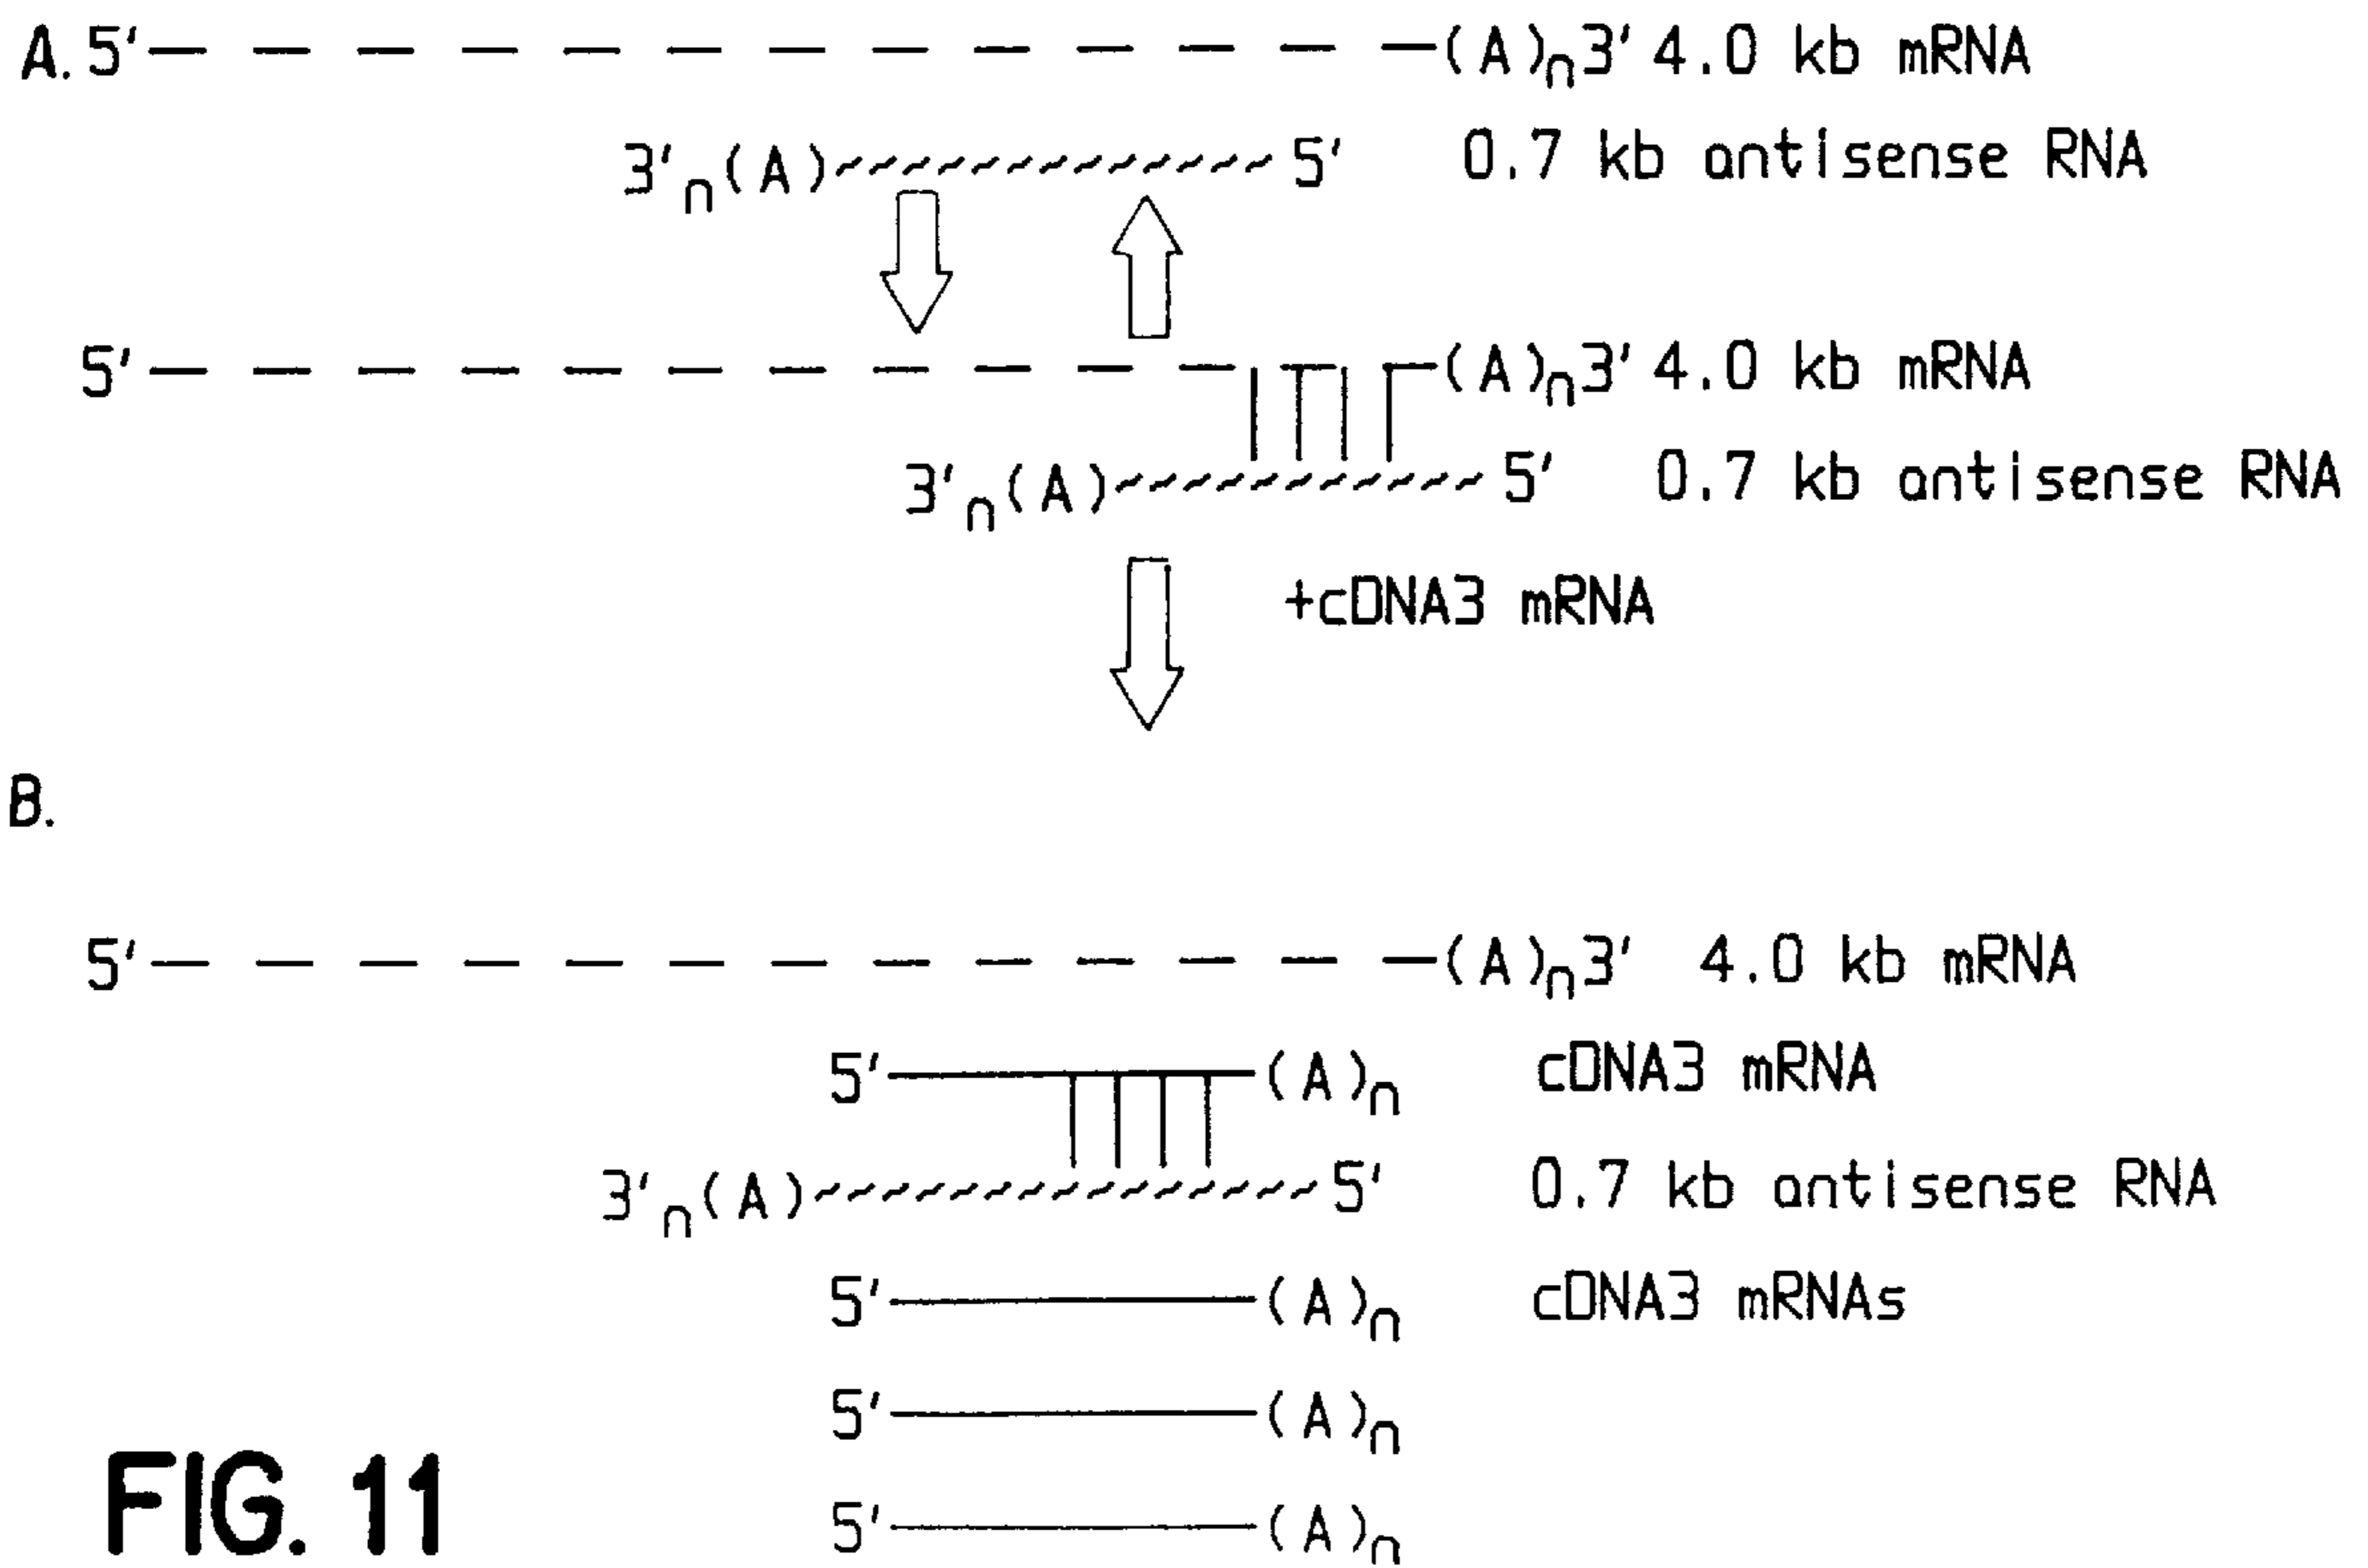 A. 5' (A)n3' 4.0 kb mRNA
3'n(A) 5' 0.7 kb antisense RNA
5' (A)n3' 4.0 kb mRNA
3'n(A) 5' 0.7 kb antisense RNA
+cDNA3 mRNA
B.
5' (A)n3' 4.0 kb mRNA
5' (A)n cDNA3 mRNA
3'n(A) 5' 0.7 kb antisense RNA
5' (A)n cDNA3 mRNAs
5' (A)n
5' (A)n
FIG. 11